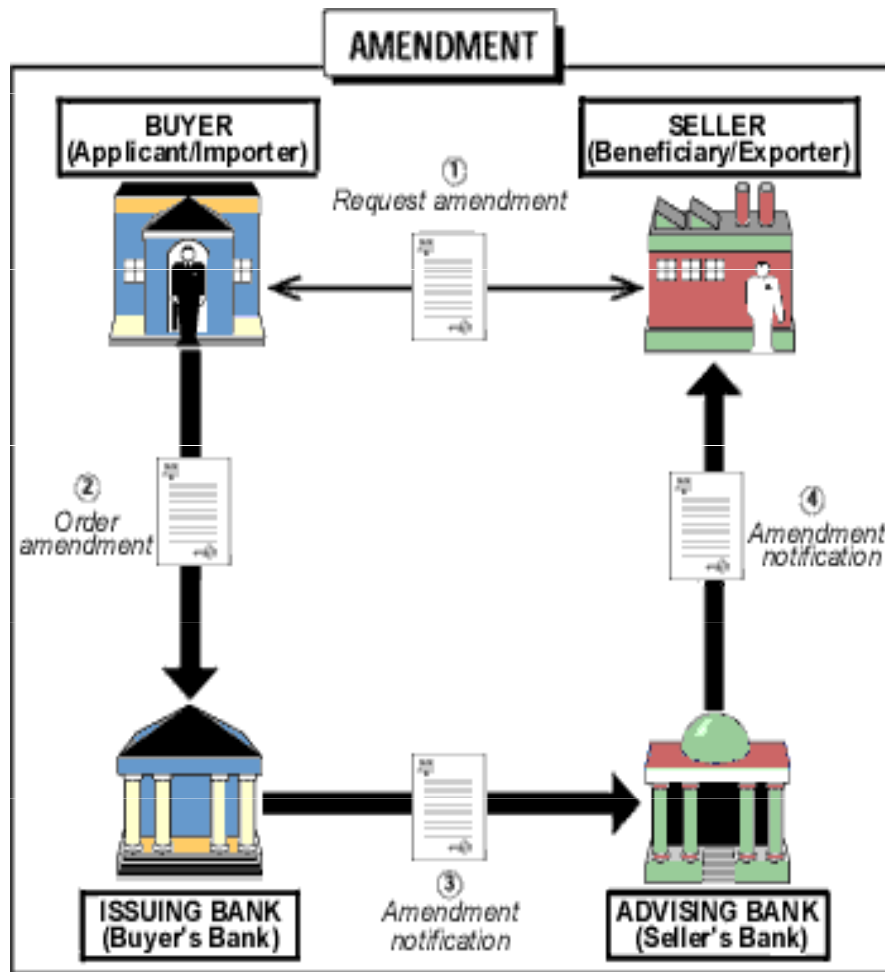 AMENDMENT
BUYER
(Applicant/Importer)
SELLER
(Beneficiary/Exporter)
1
Request amendment
2
Order
amendment
4
Amendment
notification
3
Amendment
notification
ISSUING BANK
(Buyer's Bank)
ADVISING BANK
(Seller's Bank)